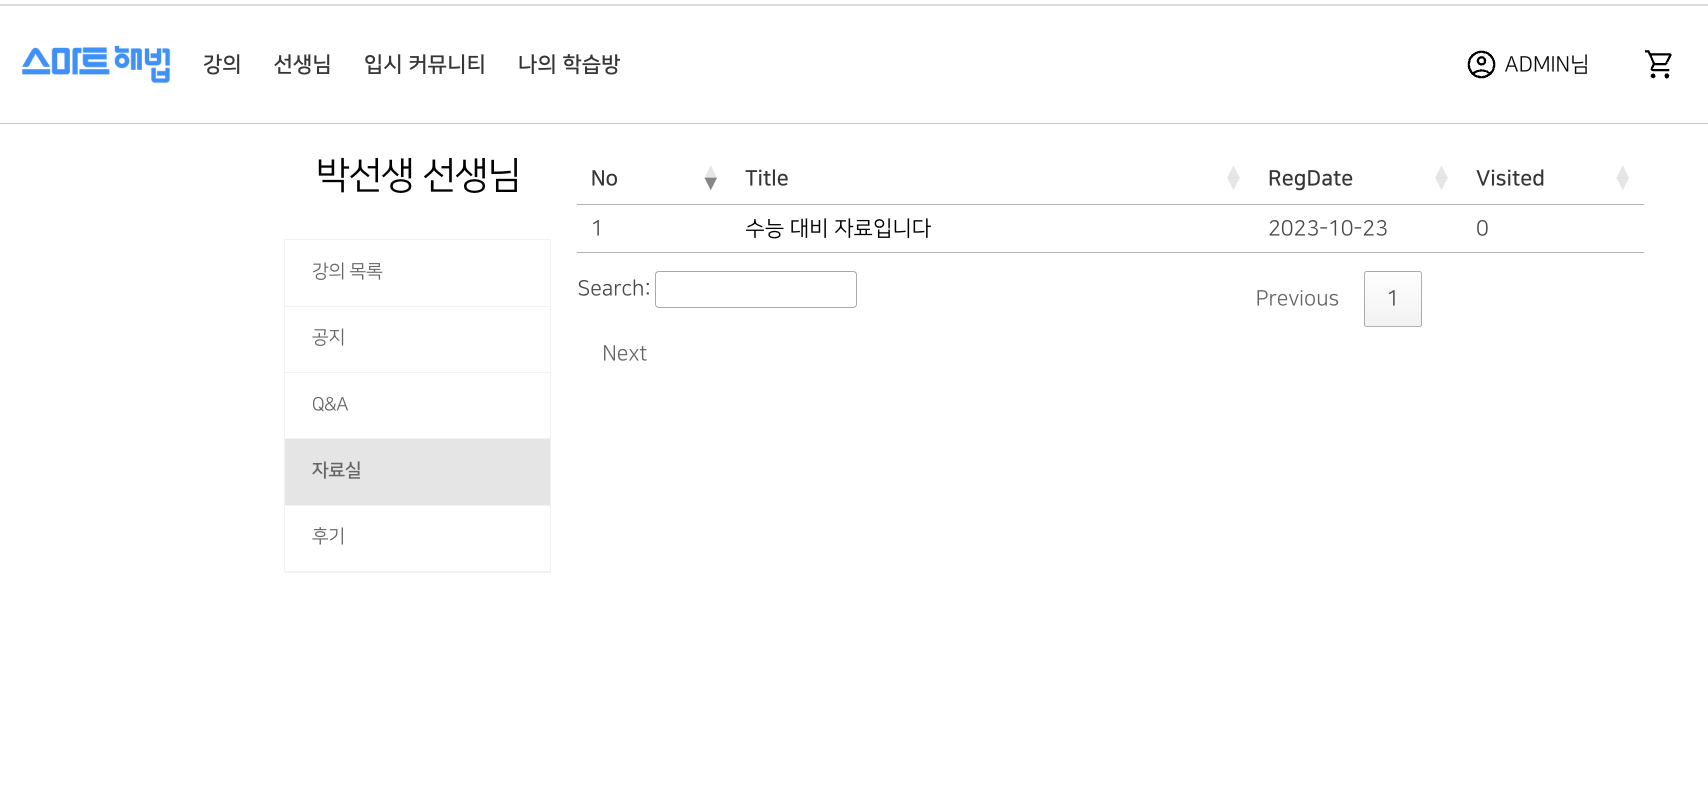 스마트해법 강의 선생님 입시 커뮤니티 나의 학습방 ADMIN님
박선생 선생님
강의 목록
공지
Q&A
자료실
후기
No Title RegDate Visited
1 수능 대비 자료입니다 2023-10-23 0
Search: Previous 1
Next